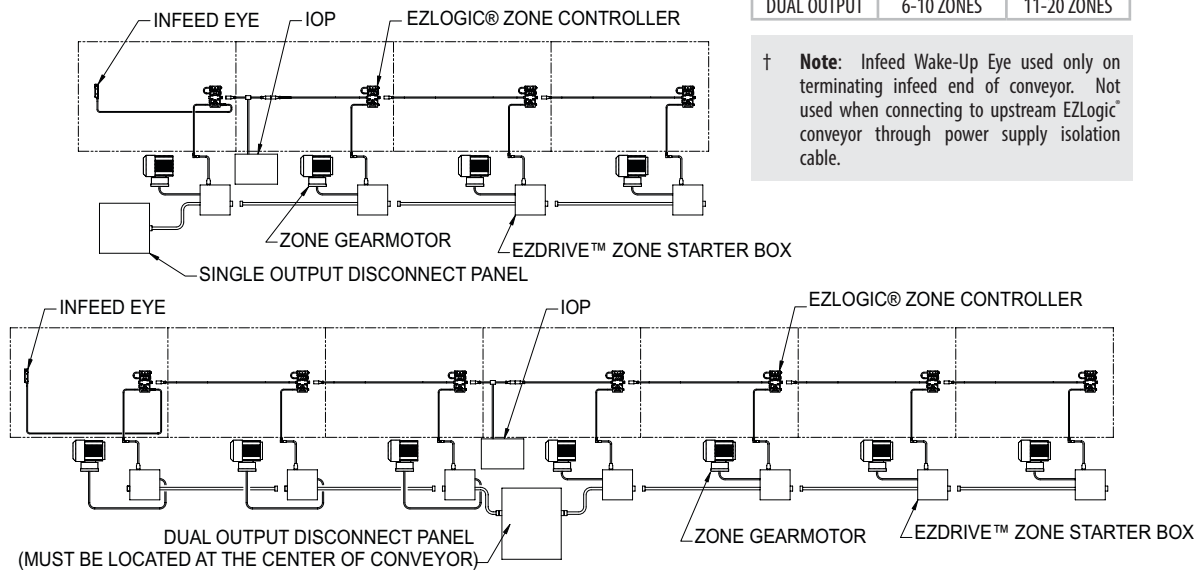 DUAL OUTPUT 6-10 ZONES 11-20 ZONES
† Note: Infeed Wake-Up Eye used only on
terminating infeed end of conveyor. Not
used when connecting to upstream EZLogic®
conveyor through power supply isolation
cable.
INFEED EYE
IOP
EZLOGIC® ZONE CONTROLLER
ZONE GEARMOTOR
EZDRIVE™ ZONE STARTER BOX
SINGLE OUTPUT DISCONNECT PANEL
INFEED EYE
IOP
EZLOGIC® ZONE CONTROLLER
DUAL OUTPUT DISCONNECT PANEL
(MUST BE LOCATED AT THE CENTER OF CONVEYOR)
ZONE GEARMOTOR
EZDRIVE™ ZONE STARTER BOX